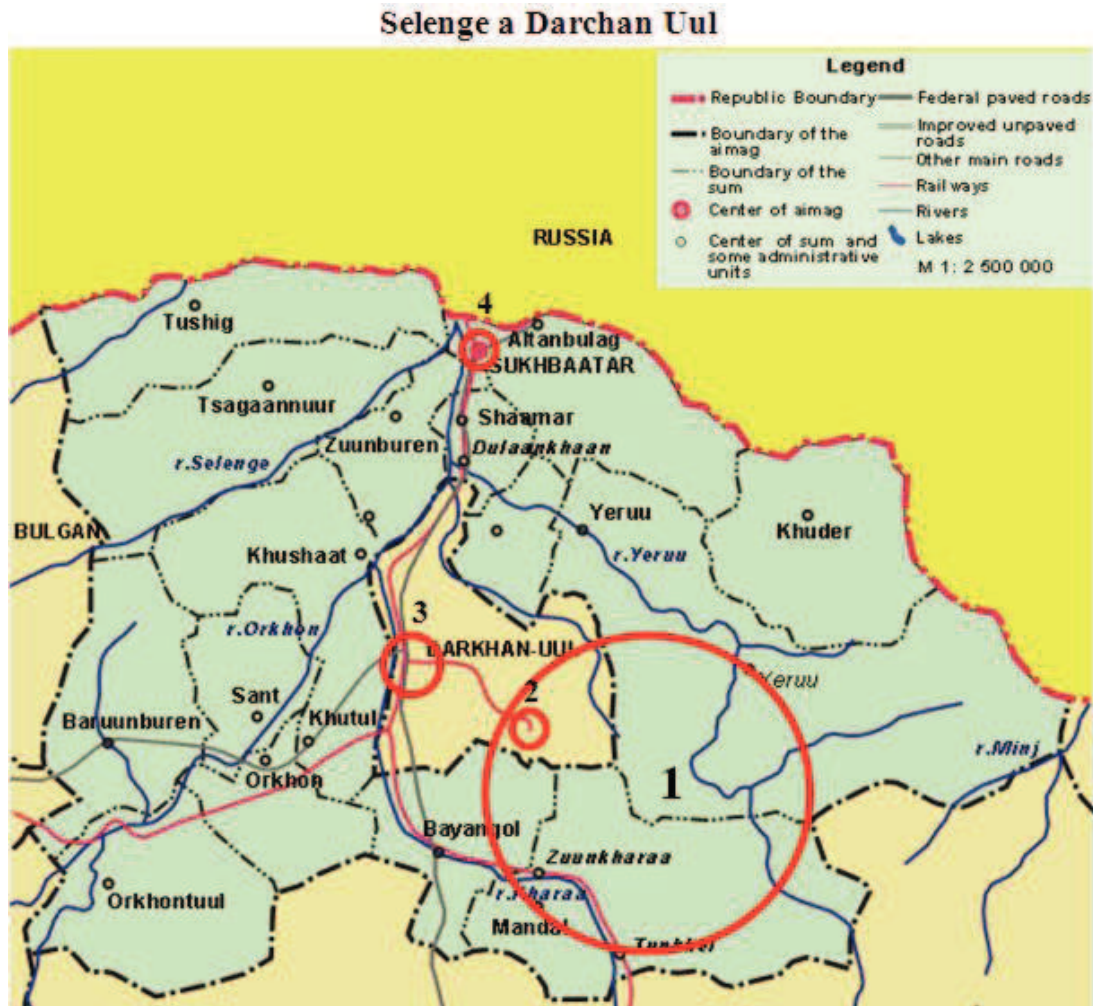 Selenge a Darchan Uul
Legend
Republic Boundary
Boundary of the
aimag
Boundary of the
sum
Center of aimag
Center of sum and
some administrative
units
Federal paved roads
Improved unpaved
roads
Other main roads
Railways
Rivers
Lakes
M 1: 2 500 000
RUSSIA
4
Tushig
Altanbulag
SUKHBAATAR
Tsagaannuur
Shaamar
Zuunburen
Dulaankhaan
r.Selenge
Yeruu
Khuder
BULGAN
Khushaat
r.Yeruu
3
r.Orkhon
DARKHAN-UUL
Yeruu
Sant
2
Baruunburen
Khutul
r.Minj
Orkhon
1
Bayangol
Zuunkharaa
r.Kharaa
Orkhontuul
Mandal
Tunkhel